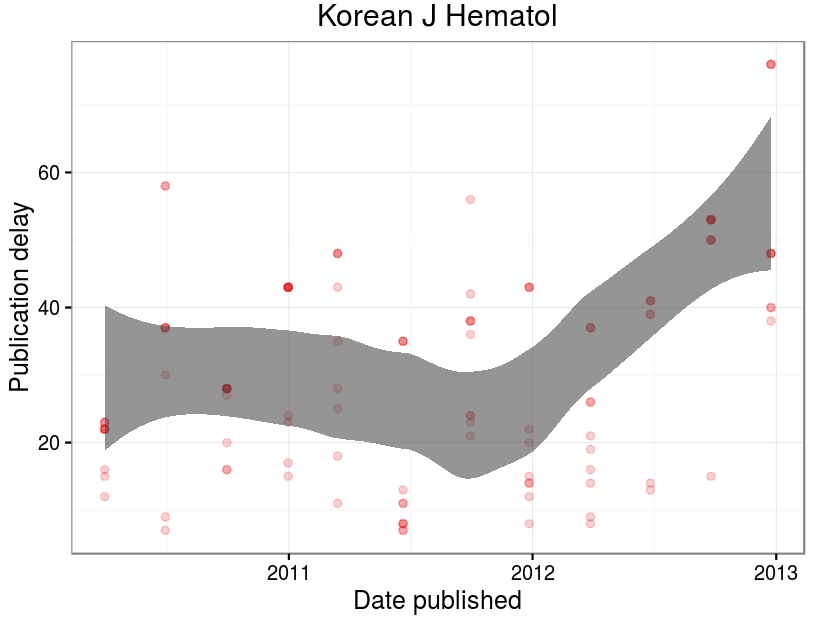 Korean J Hematol
Publication delay
60
40
20
2011 2012 2013
Date published